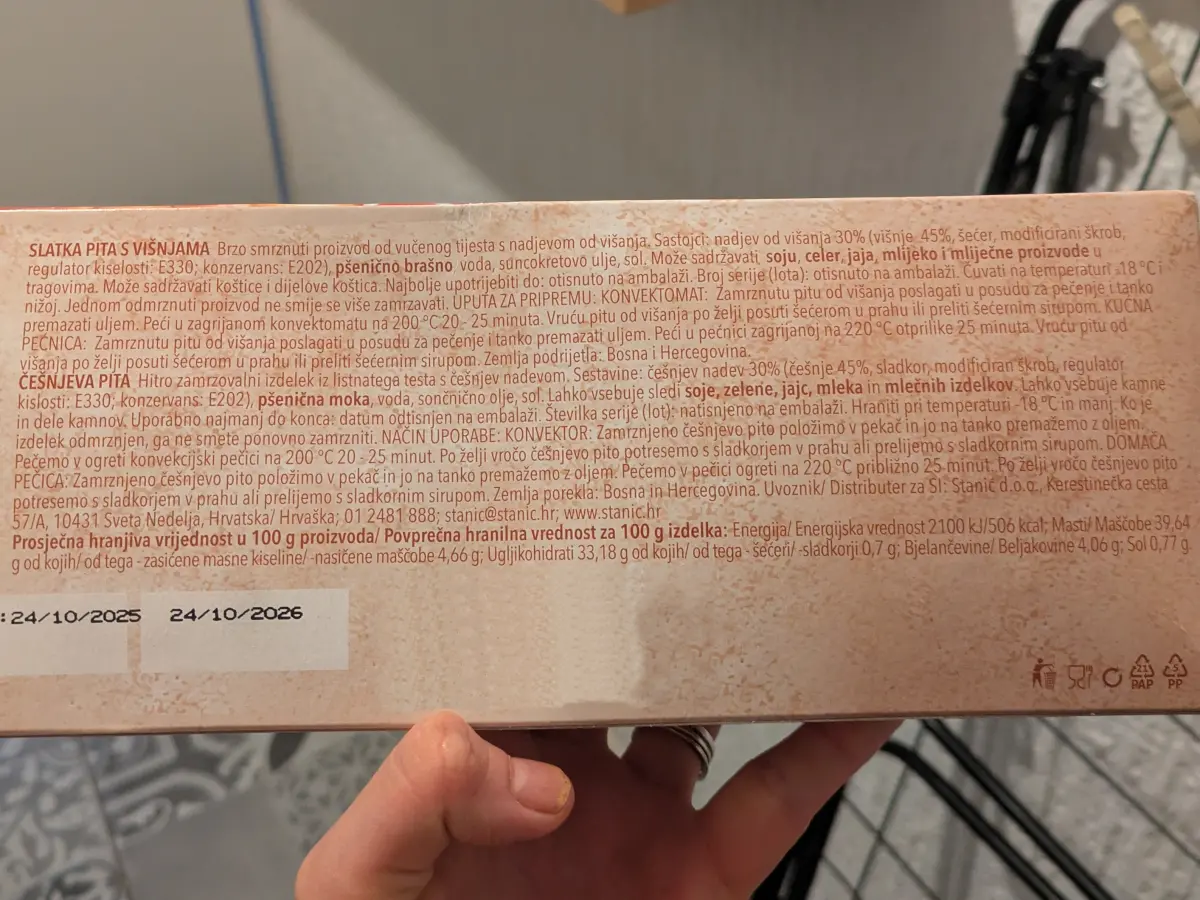 SLATKA PITA S VIŠNJAMA Brzo smrznuti proizvod od vučenog tijesta s nadjevom od višanja. Sastojci: nadjev od višanja 30% (višnje 45%, šećer, modificirani škrob,
regulator kiselosti: E330; konzervans: E202), pšenično brašno, voda, suncokretovo ulje, sol. Može sadržavati soju, celer, jaja, mlijeko i mliječne proizvode u
tragovima. Može sadržavati koštice i dijelove koštica. Najbolje upotrijebiti do: otisnuto na ambalaži. Broj serije (lota): otisnuto na ambalaži. Čuvati na temperaturi -18 °C i
nižoj. Jednom odmrznuti proizvod ne smije se više zamrzavati. UPUTA ZA PRIPREMU: KONVEKTOMAT: Zamrznutu pitu od višanja poslagati u posudu za pečenje i tanko
premazati uljem. Peći u zagrijanom konvektomatu na 200 °C 20 - 25 minuta. Vruću pitu od višanja po želji posuti šećerom u prahu ili preliti šećernim sirupom. KUĆNA
PEĆNICA: Zamrznutu pitu od višanja poslagati u posudu za pečenje i tanko premazati uljem. Peći u pećnici zagrijanoj na 220 °C otprilike 25 minuta. Vruću pitu od
višanja po želji posuti šećerom u prahu ili preliti šećernim sirupom. Zemlja podrijetla: Bosna i Hercegovina.
ČEŠNJEVA PITA Hitro zamrzovalni izdelek iz listnatega testa s češnjev nadevom. Sestavine: češnjev nadev 30% (češnje 45%, sladkor, modificiran škrob, regulator
kislosti: E330; konzervans: E202), pšenična moka, voda, sončnično olje, sol. Lahko vsebuje sledi soje, zelene, jajc, mleka in mlečnih izdelkov. Lahko vsebuje kamne
in dele kamnov. Uporabno najmanj do konca: datum odtisnjen na embalaži. Številka serije (lot): natisnjeno na embalaži. Hraniti pri temperaturi -18 °C in manj. Ko je
izdelek odmrznjen, ga ne smete ponovno zamrzniti. NAČIN UPORABE: KONVEKTOR: Zamrznjeno češnjevo pito položimo v pekač in jo na tanko premažemo z oljem.
Pečemo v ogreti konvekcijski pečici na 200 °C 20 - 25 minut. Po želji vročo češnjevo pito potresemo s sladkorjem v prahu ali prelijemo s sladkornim sirupom. DOMAČA
PEČICA: Zamrznjeno češnjevo pito položimo v pekač in jo na tanko premažemo z oljem. Pečemo v pečici ogreti na 220 °C približno 25 minut. Po želji vročo češnjevo pito
potresemo s sladkorjem v prahu ali prelijemo s sladkornim sirupom. Zemlja porekla: Bosna in Hercegovina. Uvoznik/ Distributer za SI: Stanić d.o.o., Kerestinečka cesta
57/A, 10431 Sveta Nedelja, Hrvatska/ Hrvaška; 01 2481 888; stanic@stanic.hr; www.stanic.hr
Prosječna hranjiva vrijednost u 100 g proizvoda/ Povprečna hranilna vrednost za 100 g izdelka: Energija/ Energijska vrednost 2100 kJ/506 kcal; Masti/ Maščobe 39,64
g od kojih/ od tega - zasićene masne kiseline/ -nasičene maščobe 4,66 g; Ugljikohidrati 33,18 g od kojih/ od tega - šećeri/ -sladkorji 0,7 g; Bjelančevine/ Beljakovine 4,06 g; Sol 0,77 g
:24/10/2025 24/10/2026
21 PAP 5 PP